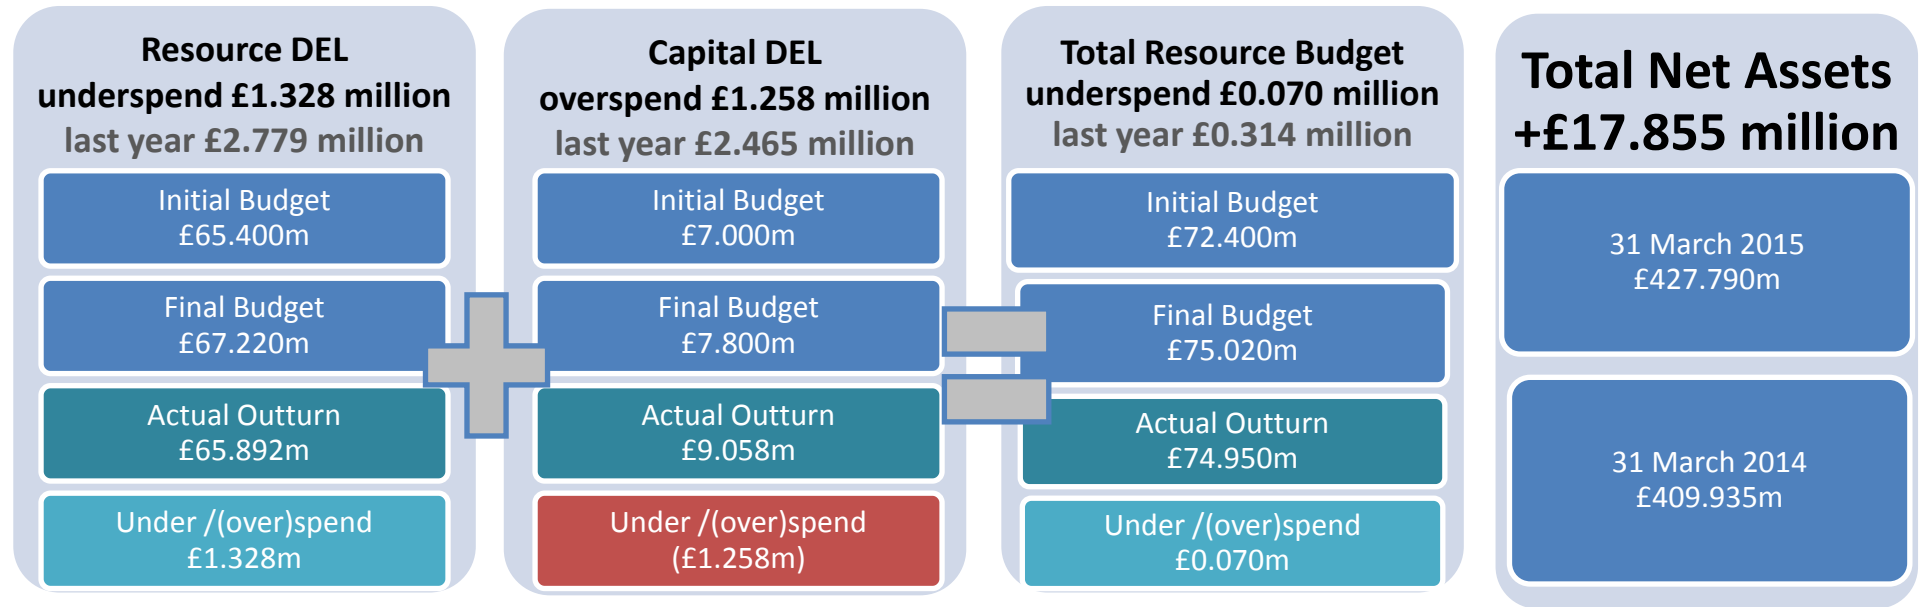 Resource DEL
underspend £1.328 million
last year £2.779 million
Initial Budget
£65.400m
Final Budget
£67.220m
Actual Outturn
£65.892m
Under /(over)spend
£1.328m
Capital DEL
overspend £1.258 million
last year £2.465 million
Initial Budget
£7.000m
Final Budget
£7.800m
Actual Outturn
£9.058m
Under /(over)spend
(£1.258m)
Total Resource Budget
underspend £0.070 million
last year £0.314 million
Initial Budget
£72.400m
Final Budget
£75.020m
Actual Outturn
£74.950m
Under /(over)spend
£0.070m
Total Net Assets
+£17.855 million
31 March 2015
£427.790m
31 March 2014
£409.935m